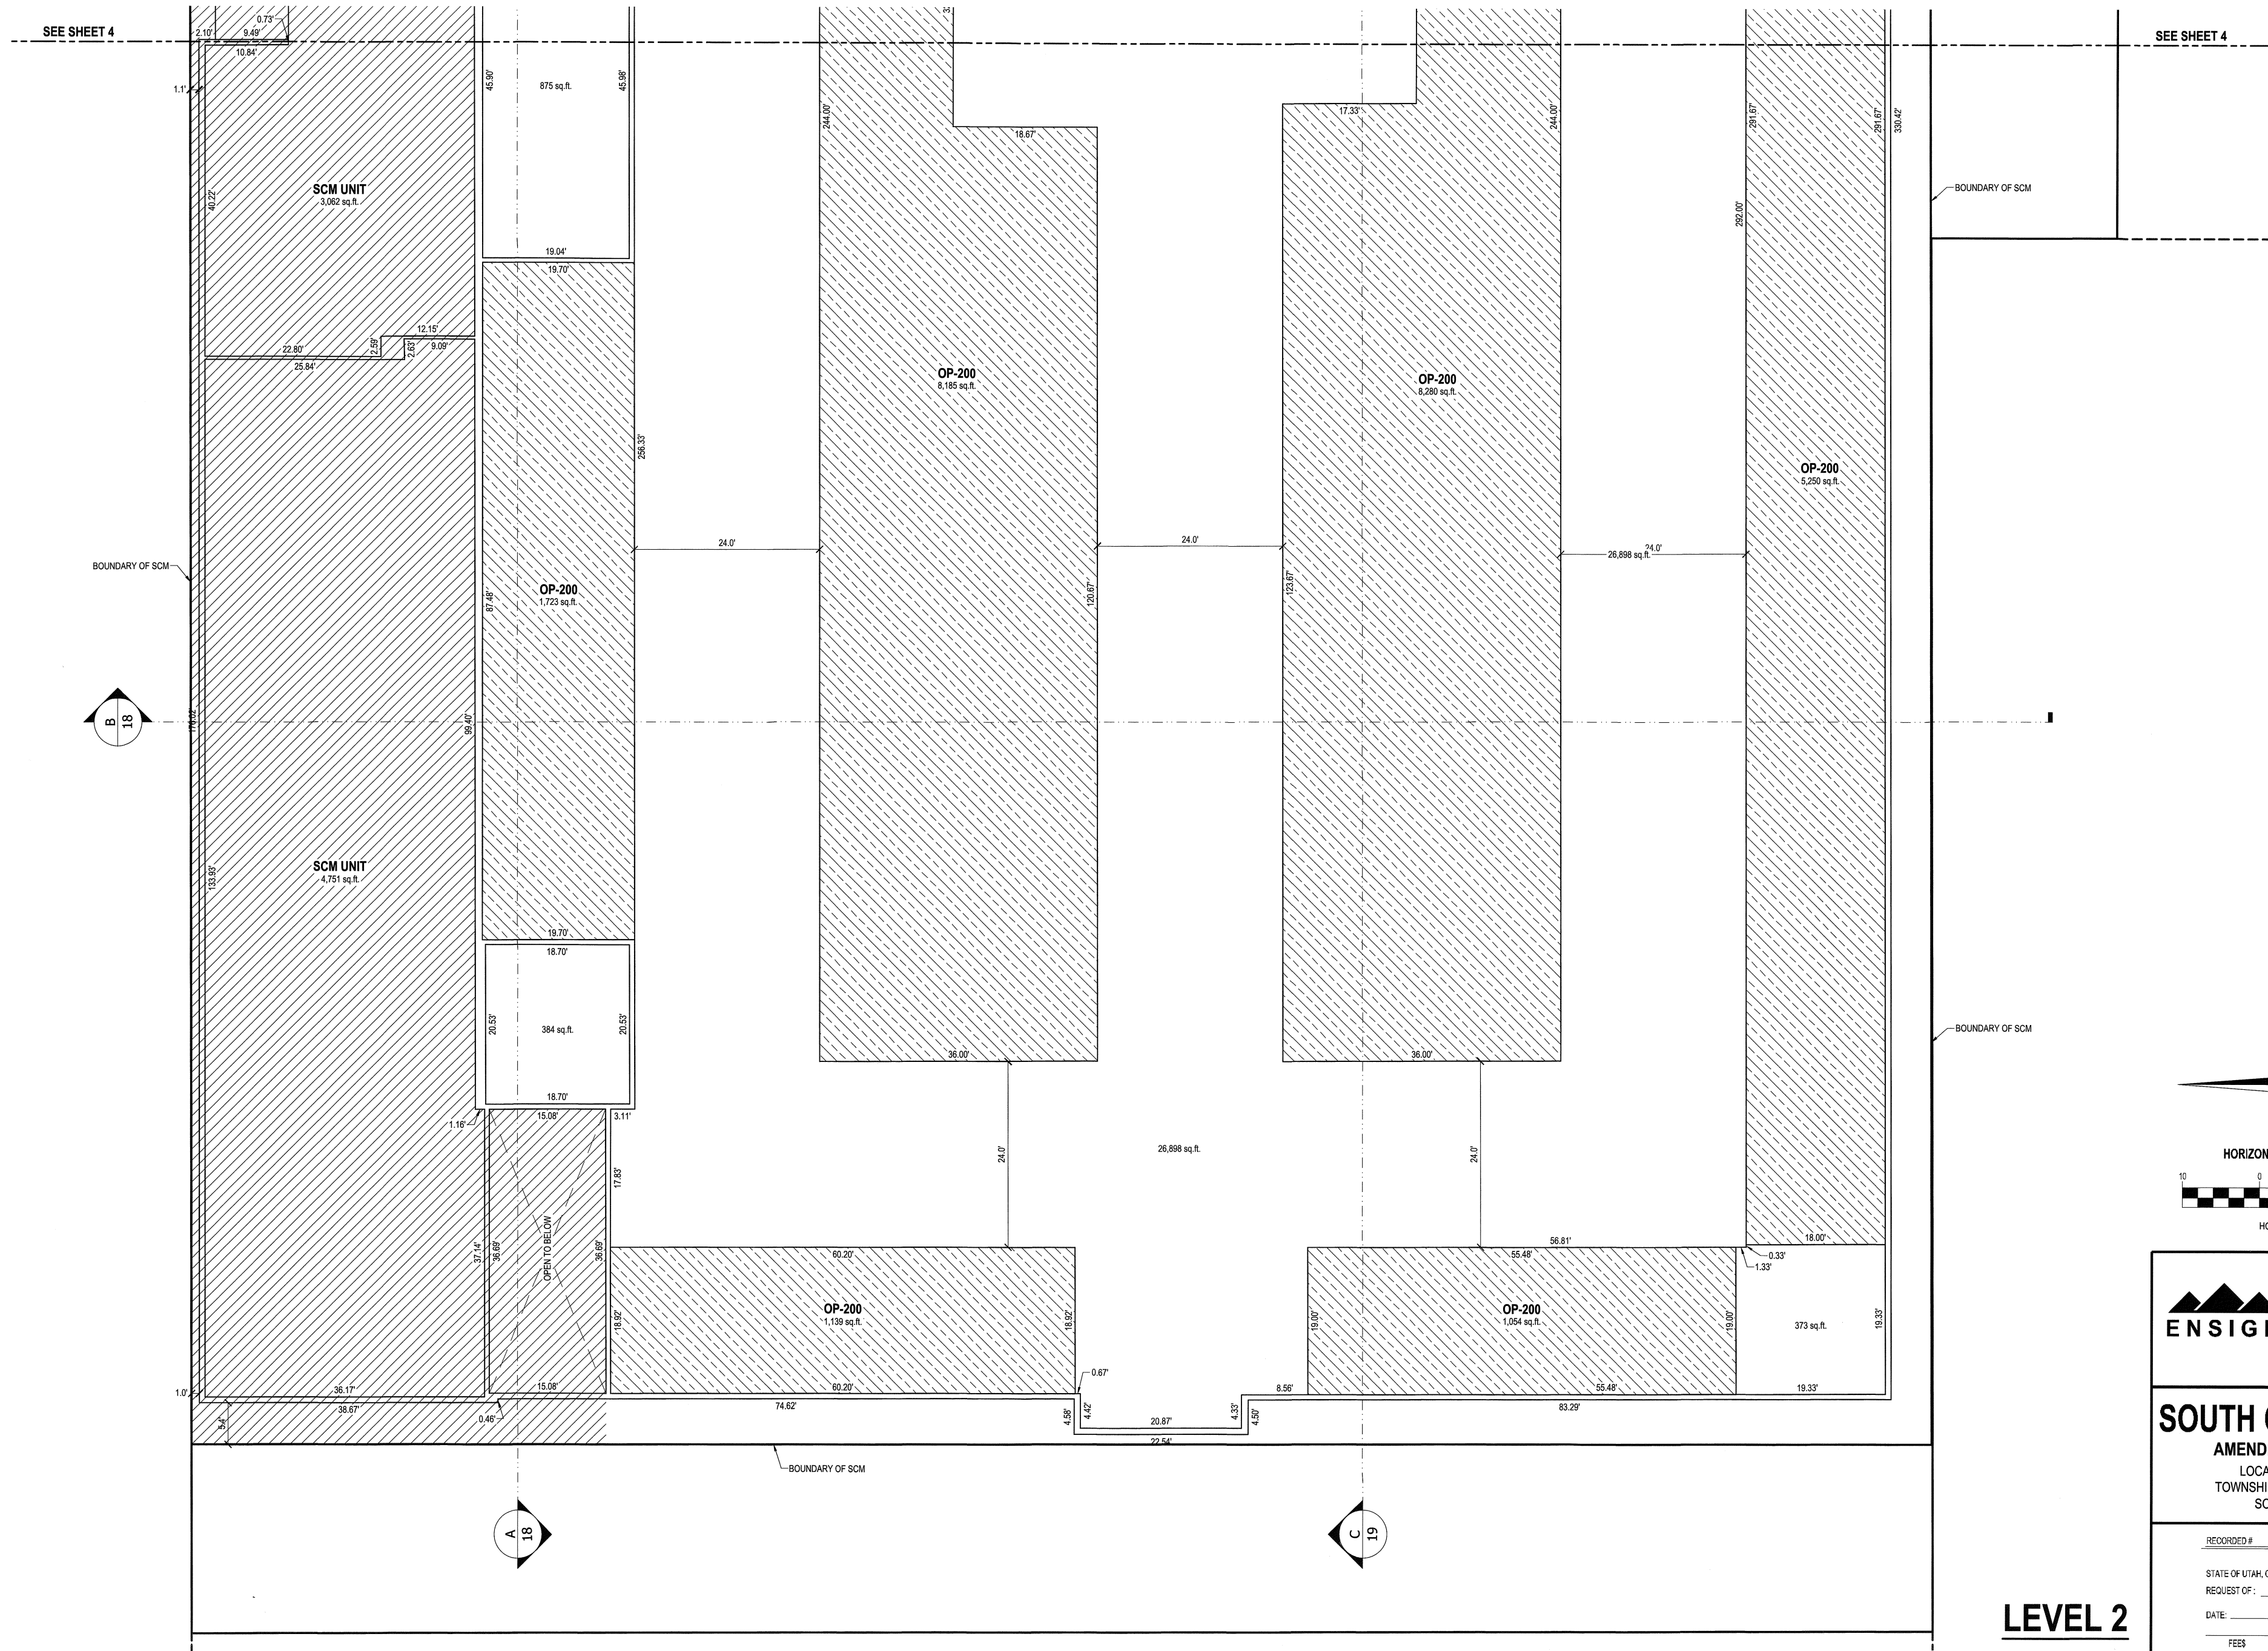 SEE SHEET 4
SEE SHEET 4
0.73'
2.10'
9.49'
10.84'
1.1'
45.90'
875 sq.ft.
45.98'
244.00'
18.67'
17.33'
244.00'
291.67'
291.67'
330.42'
SCM UNIT
3,062 sq.ft.
40.22'
BOUNDARY OF SCM
292.00'
19.04'
19.70'
12.15'
22.80'
2.59'
2.63'
9.09'
25.84'
OP-200
8,185 sq.ft.
OP-200
8,280 sq.ft.
256.33'
OP-200
5,250 sq.ft.
24.0'
24.0'
24.0'
26,898 sq.ft.
BOUNDARY OF SCM
OP-200
1,723 sq.ft.
87.48'
120.67'
123.67'
B
18
99.40'
SCM UNIT
4,751 sq.ft.
133.93'
19.70'
18.70'
20.53'
384 sq.ft.
20.53'
BOUNDARY OF SCM
36.00'
36.00'
18.70'
15.08'
3.11'
1.16'
24.0'
26,898 sq.ft.
24.0'
17.83'
37.14'
36.69'
OPEN TO BELOW
36.69'
60.20'
56.81'
55.48'
18.00'
0.33'
1.33'
18.92'
OP-200
1,139 sq.ft.
18.92'
19.00'
OP-200
1,054 sq.ft.
19.00'
373 sq.ft.
19.33'
0.67'
1.0'
36.17'
15.08'
60.20'
8.56'
55.48'
19.33'
38.67'
0.46'
74.62'
4.58'
4.42'
20.87'
4.33'
4.50'
83.29'
5.4'
22.54'
BOUNDARY OF SCM
A
18
C
19
LEVEL 2
HORIZON
10
0
ENSIG
SOUTH
AMEND
LOCA
TOWNSHI
SO
RECORDED #
STATE OF UTAH,
REQUEST OF :
DATE:
FEE$